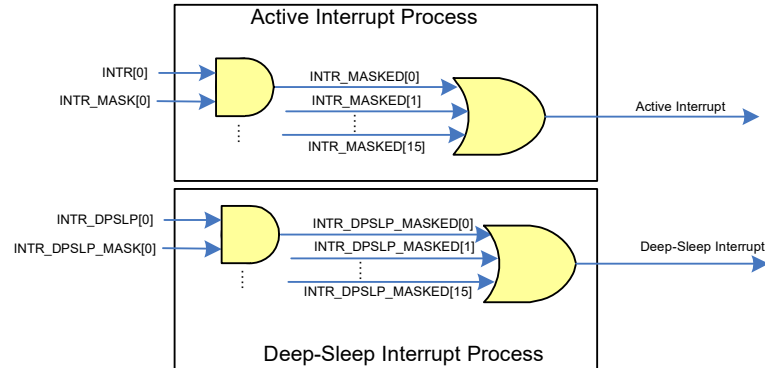 Active Interrupt Process
INTR[0]
INTR_MASK[0]
INTR_MASKED[0]
INTR_MASKED[1]
INTR_MASKED[15]
Active Interrupt
INTR_DPSLP[0]
INTR_DPSLP_MASK[0]
INTR_DPSLP_MASKED[0]
INTR_DPSLP_MASKED[1]
INTR_DPSLP_MASKED[15]
Deep-Sleep Interrupt
Deep-Sleep Interrupt Process